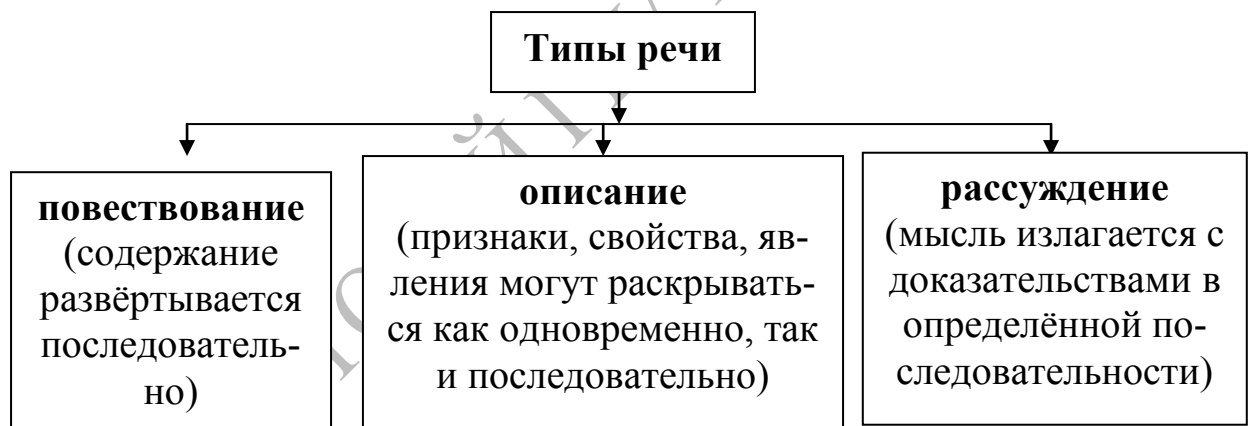 Типы речи
повествование
(содержание
развёртывается
последователь-
но)
описание
(признаки, свойства, яв-
ления могут раскрывать-
ся как одновременно, так
и последовательно)
рассуждение
(мысль излагается с
доказательствами в
определённой по-
следовательности)